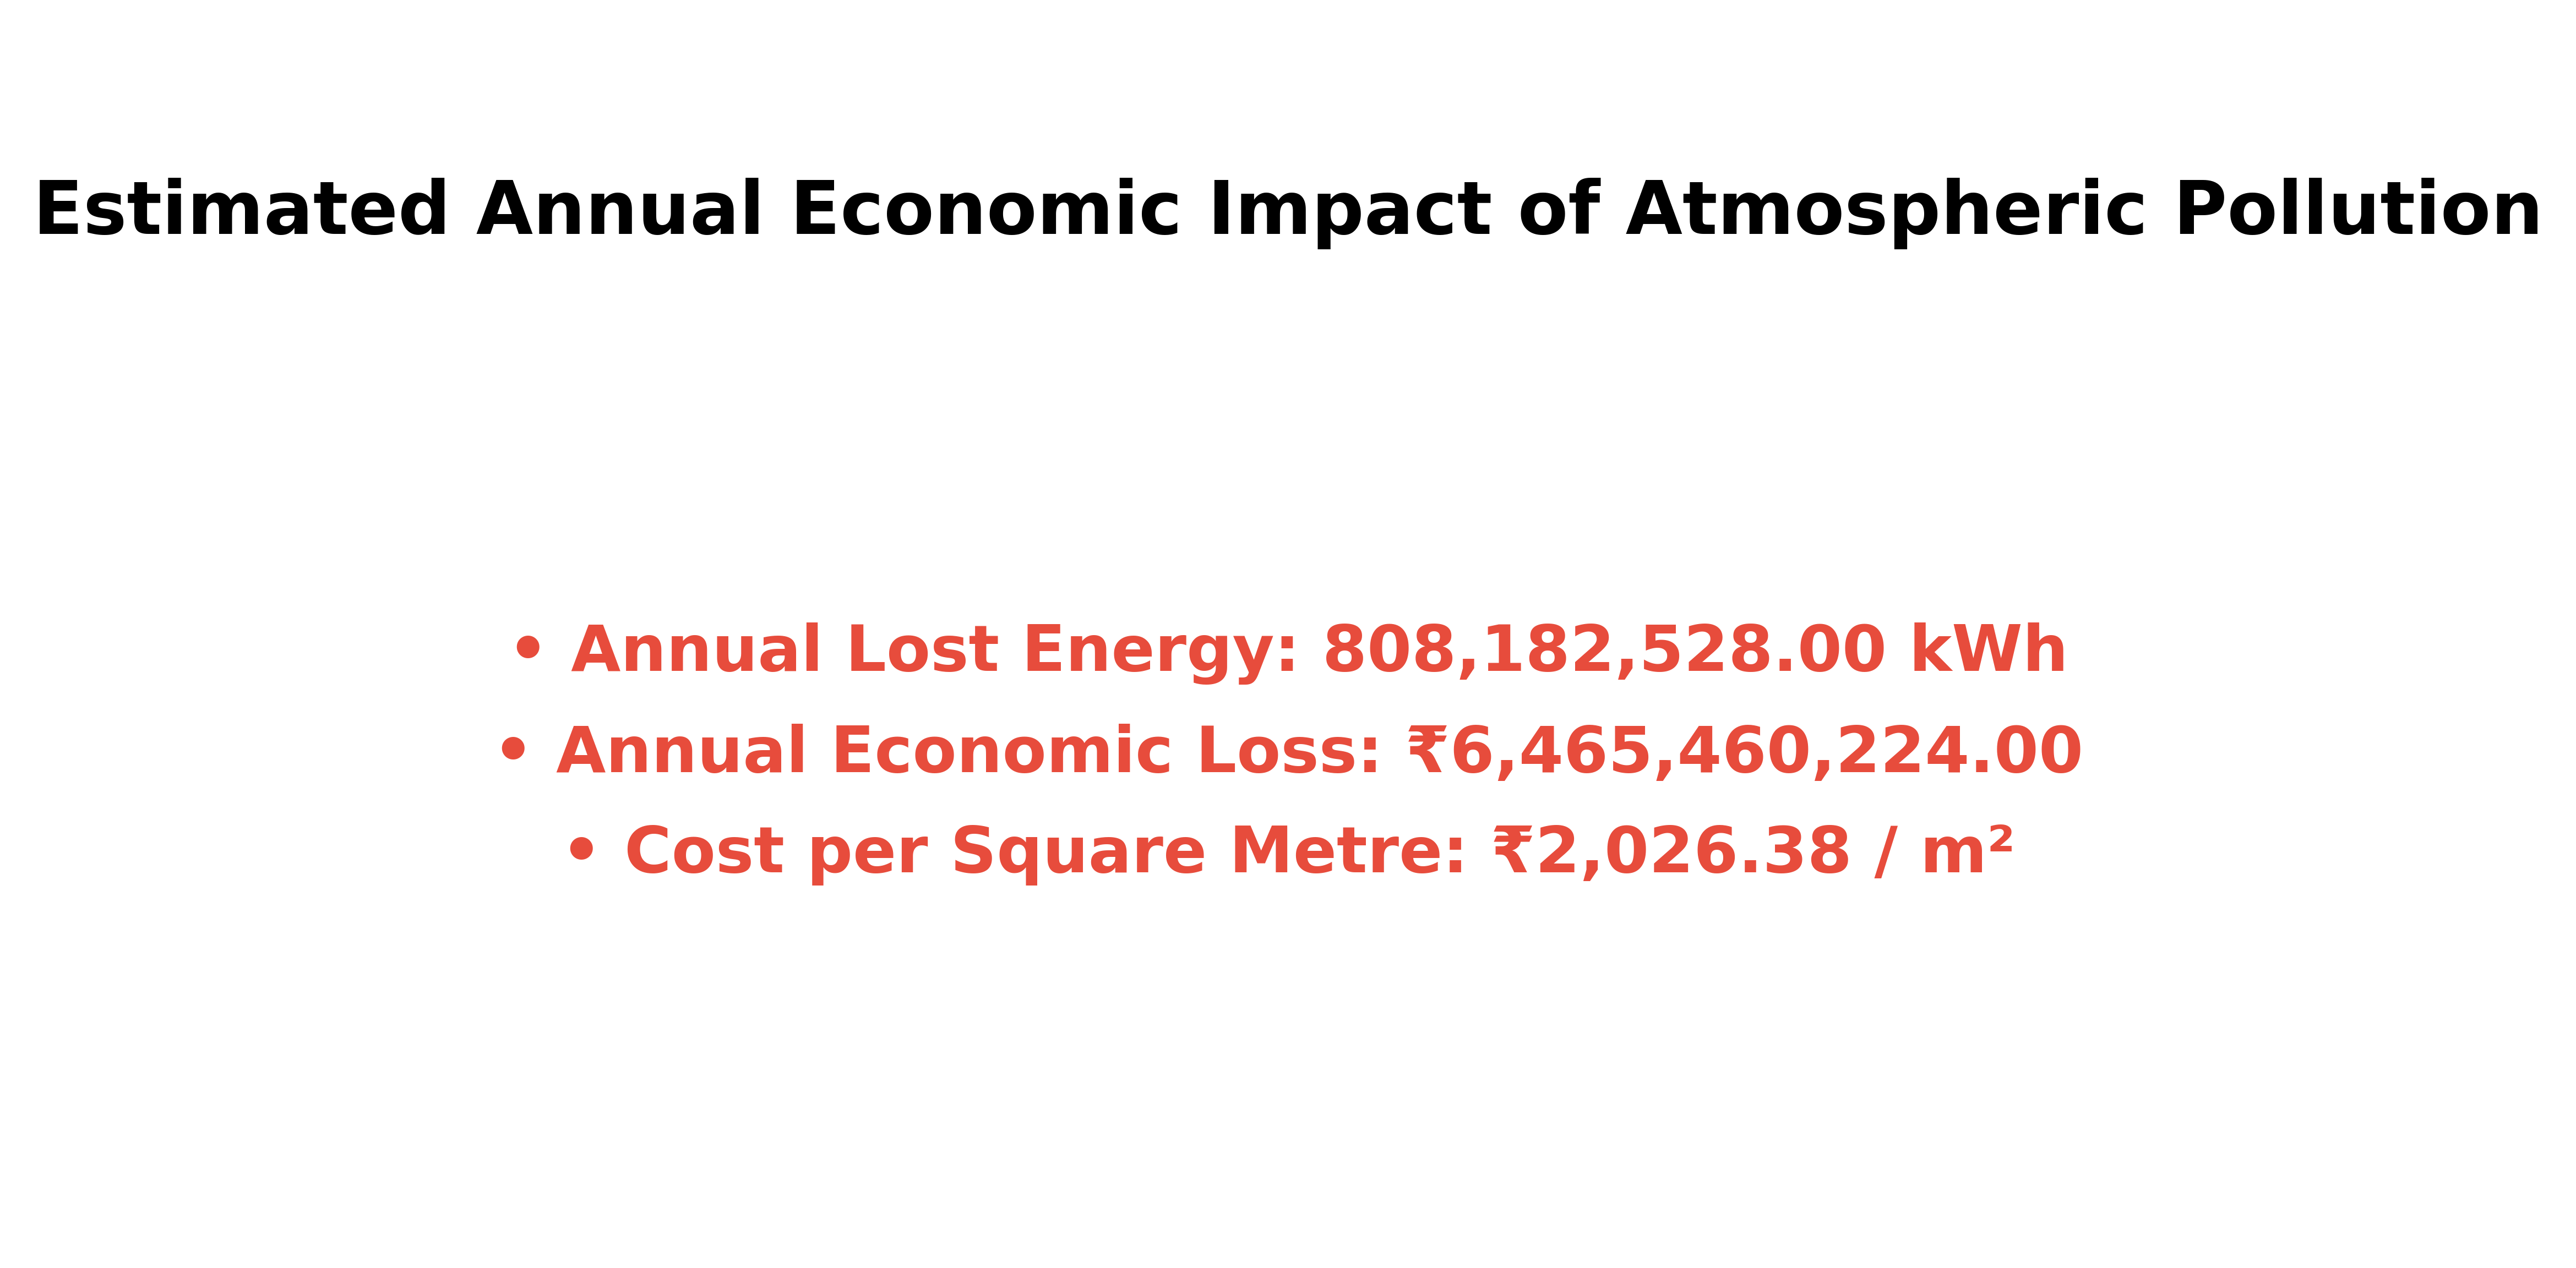 Estimated Annual Economic Impact of Atmospheric Pollution
• Annual Lost Energy: 808,182,528.00 kWh
• Annual Economic Loss: ₹6,465,460,224.00
• Cost per Square Metre: ₹2,026.38 / m²